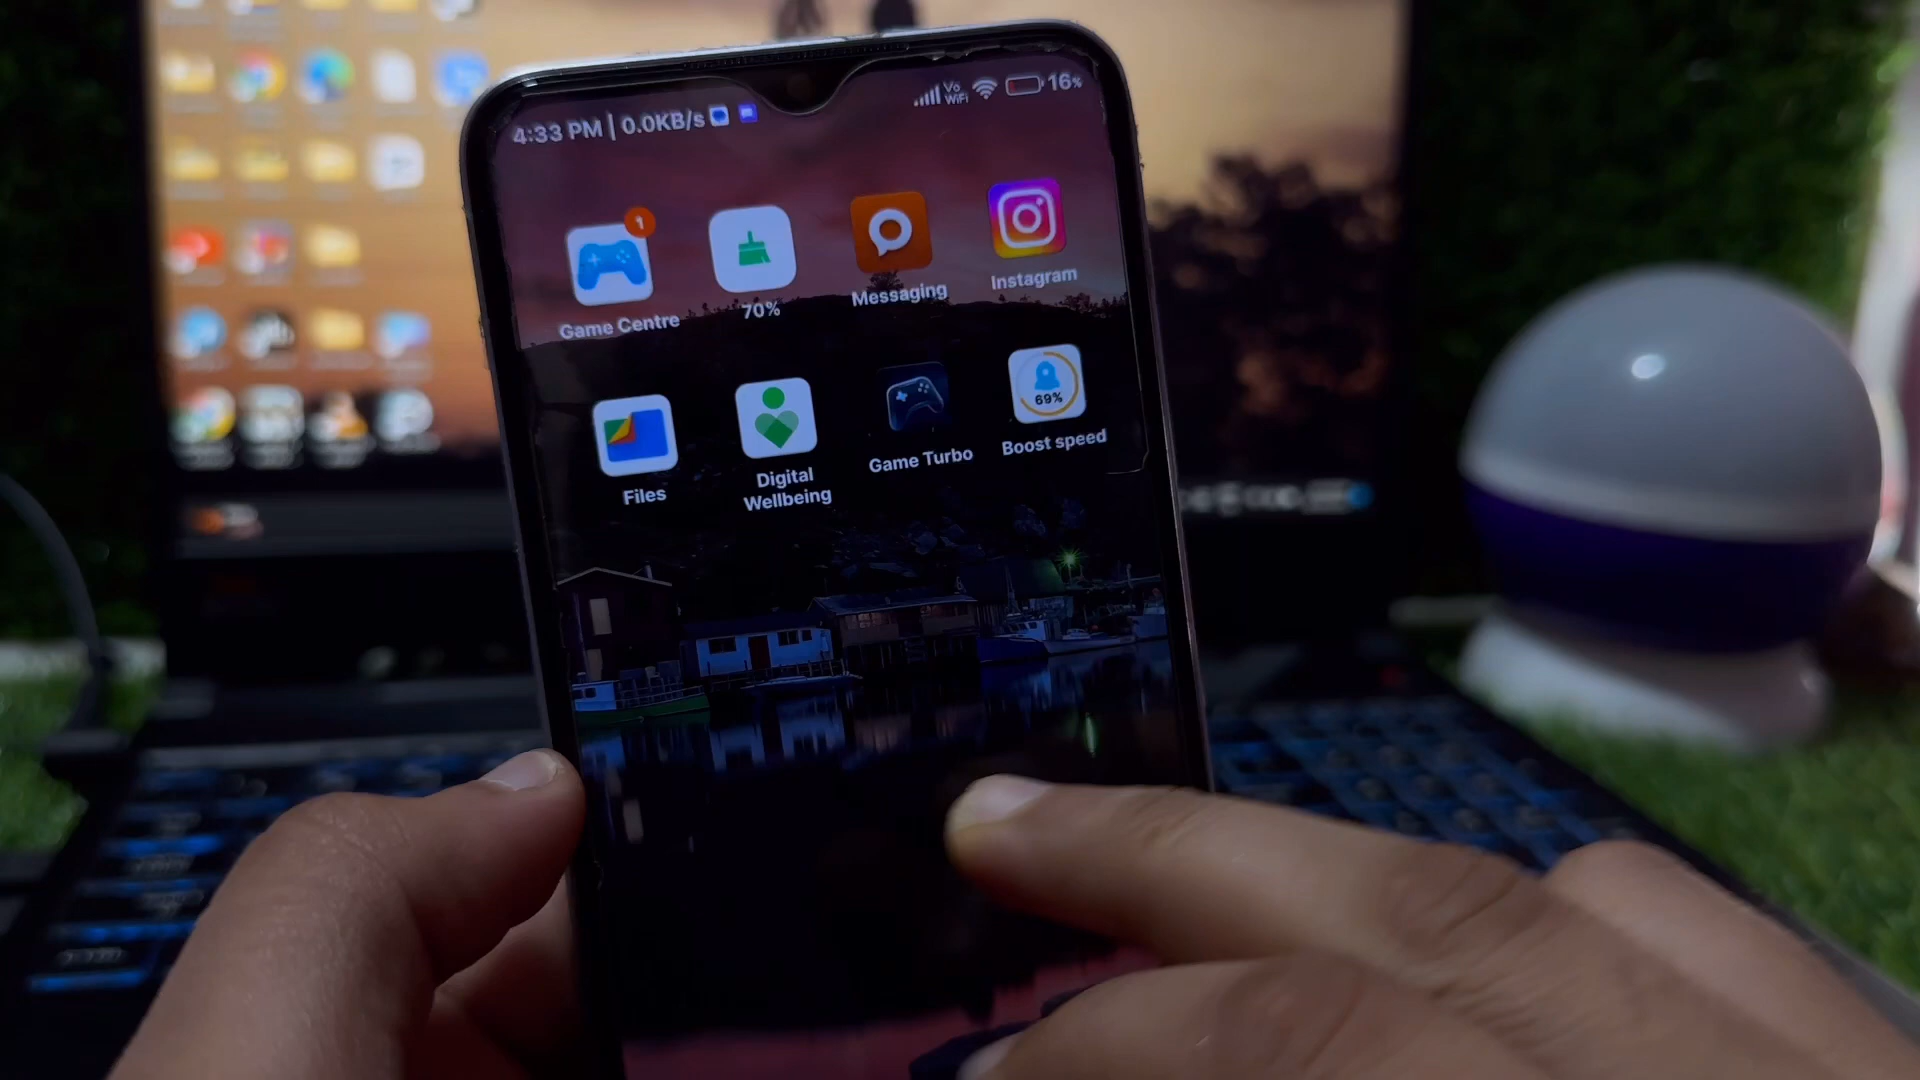 4:33 PM | 0.0KB/s
Vo WiFi
16%
1
Game Centre
70%
Messaging
Instagram
Files
Digital Wellbeing
Game Turbo
69%
Boost speed